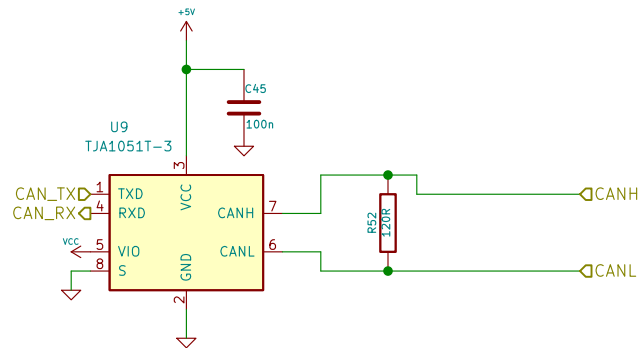 +5V
C45
100n
U9
TJA1051T-3
3
VCC
CAN_TX
1
TXD
CAN_RX
4
RXD
CANH
7
CANH
R52
120R
VCC
5
VIO
CANL
6
8
S
GND
CANL
2